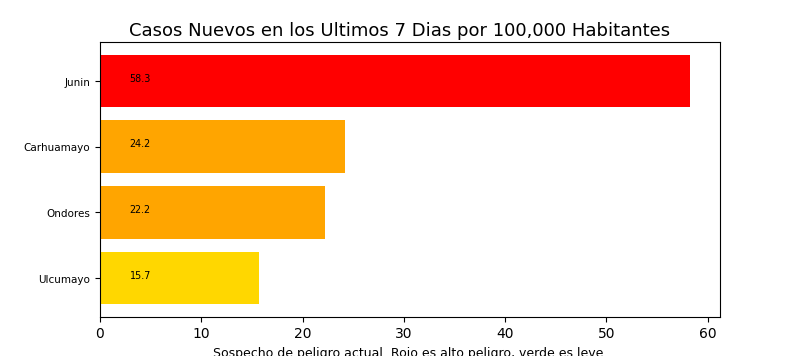 Casos Nuevos en los Ultimos 7 Dias por 100,000 Habitantes
Junin 58.3
Carhuamayo 24.2
Ondores 22.2
Ulcumayo 15.7
0 10 20 30 40 50 60
Sospecho de peligro actual. Rojo es alto peligro, verde es leve